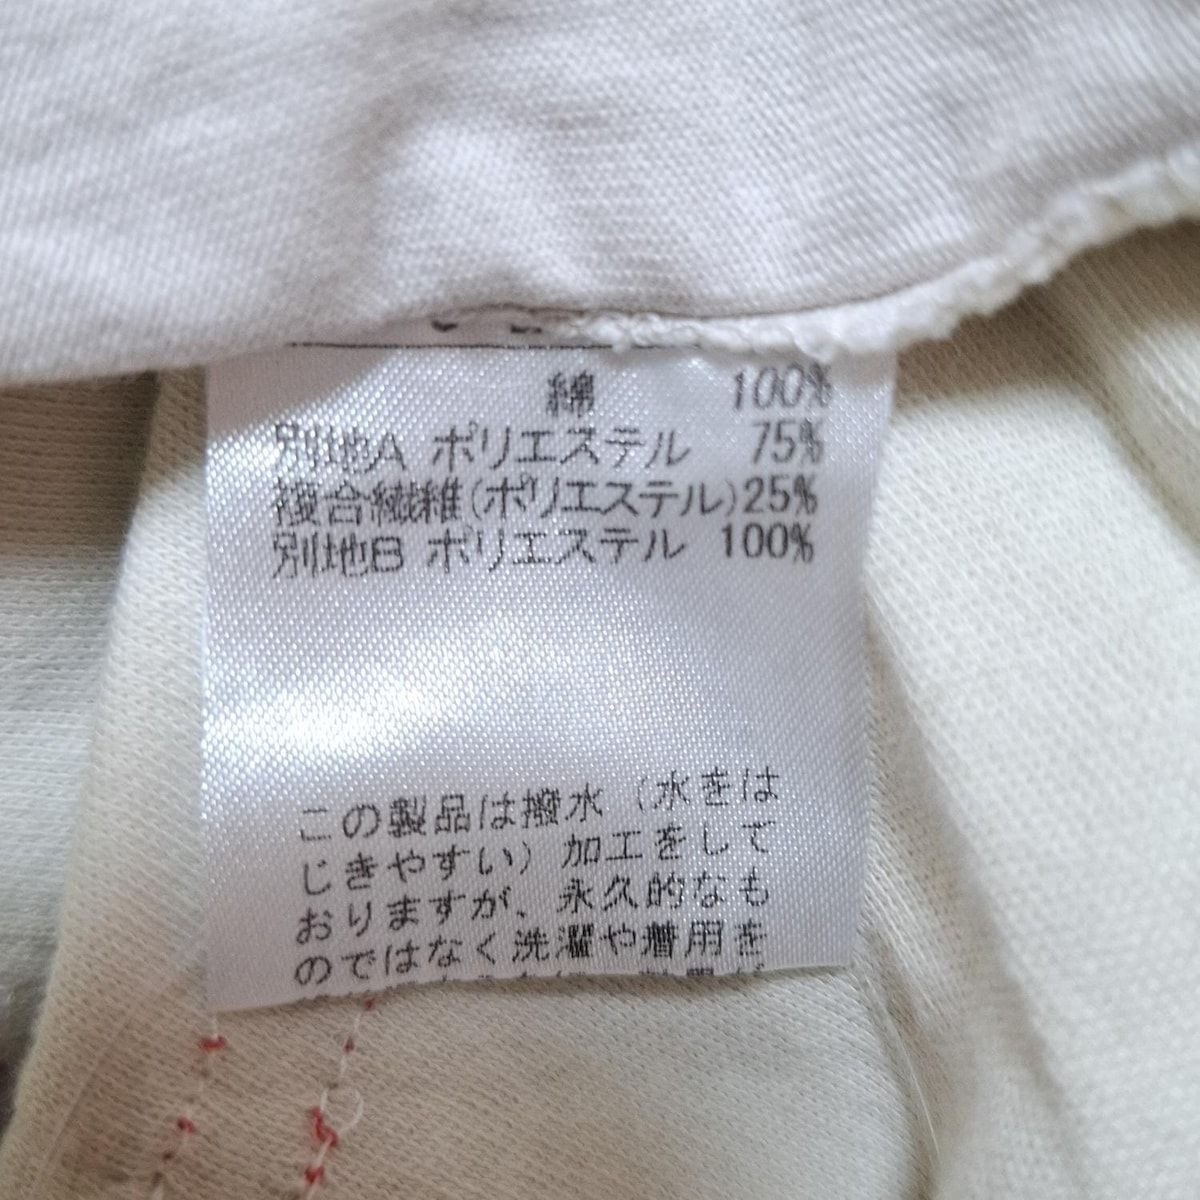 綿 100%
別地A ポリエステル 75%
複合繊維(ポリエステル)25%
別地B ポリエステル 100%
この製品は撥水(水をは
じきやすい)加工をして
おりますが、永久的なも
のではなく洗濯や着用を